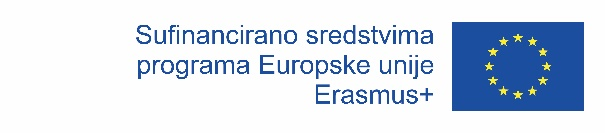 Sufinancirano sredstvima
programa Europske unije
Erasmus+